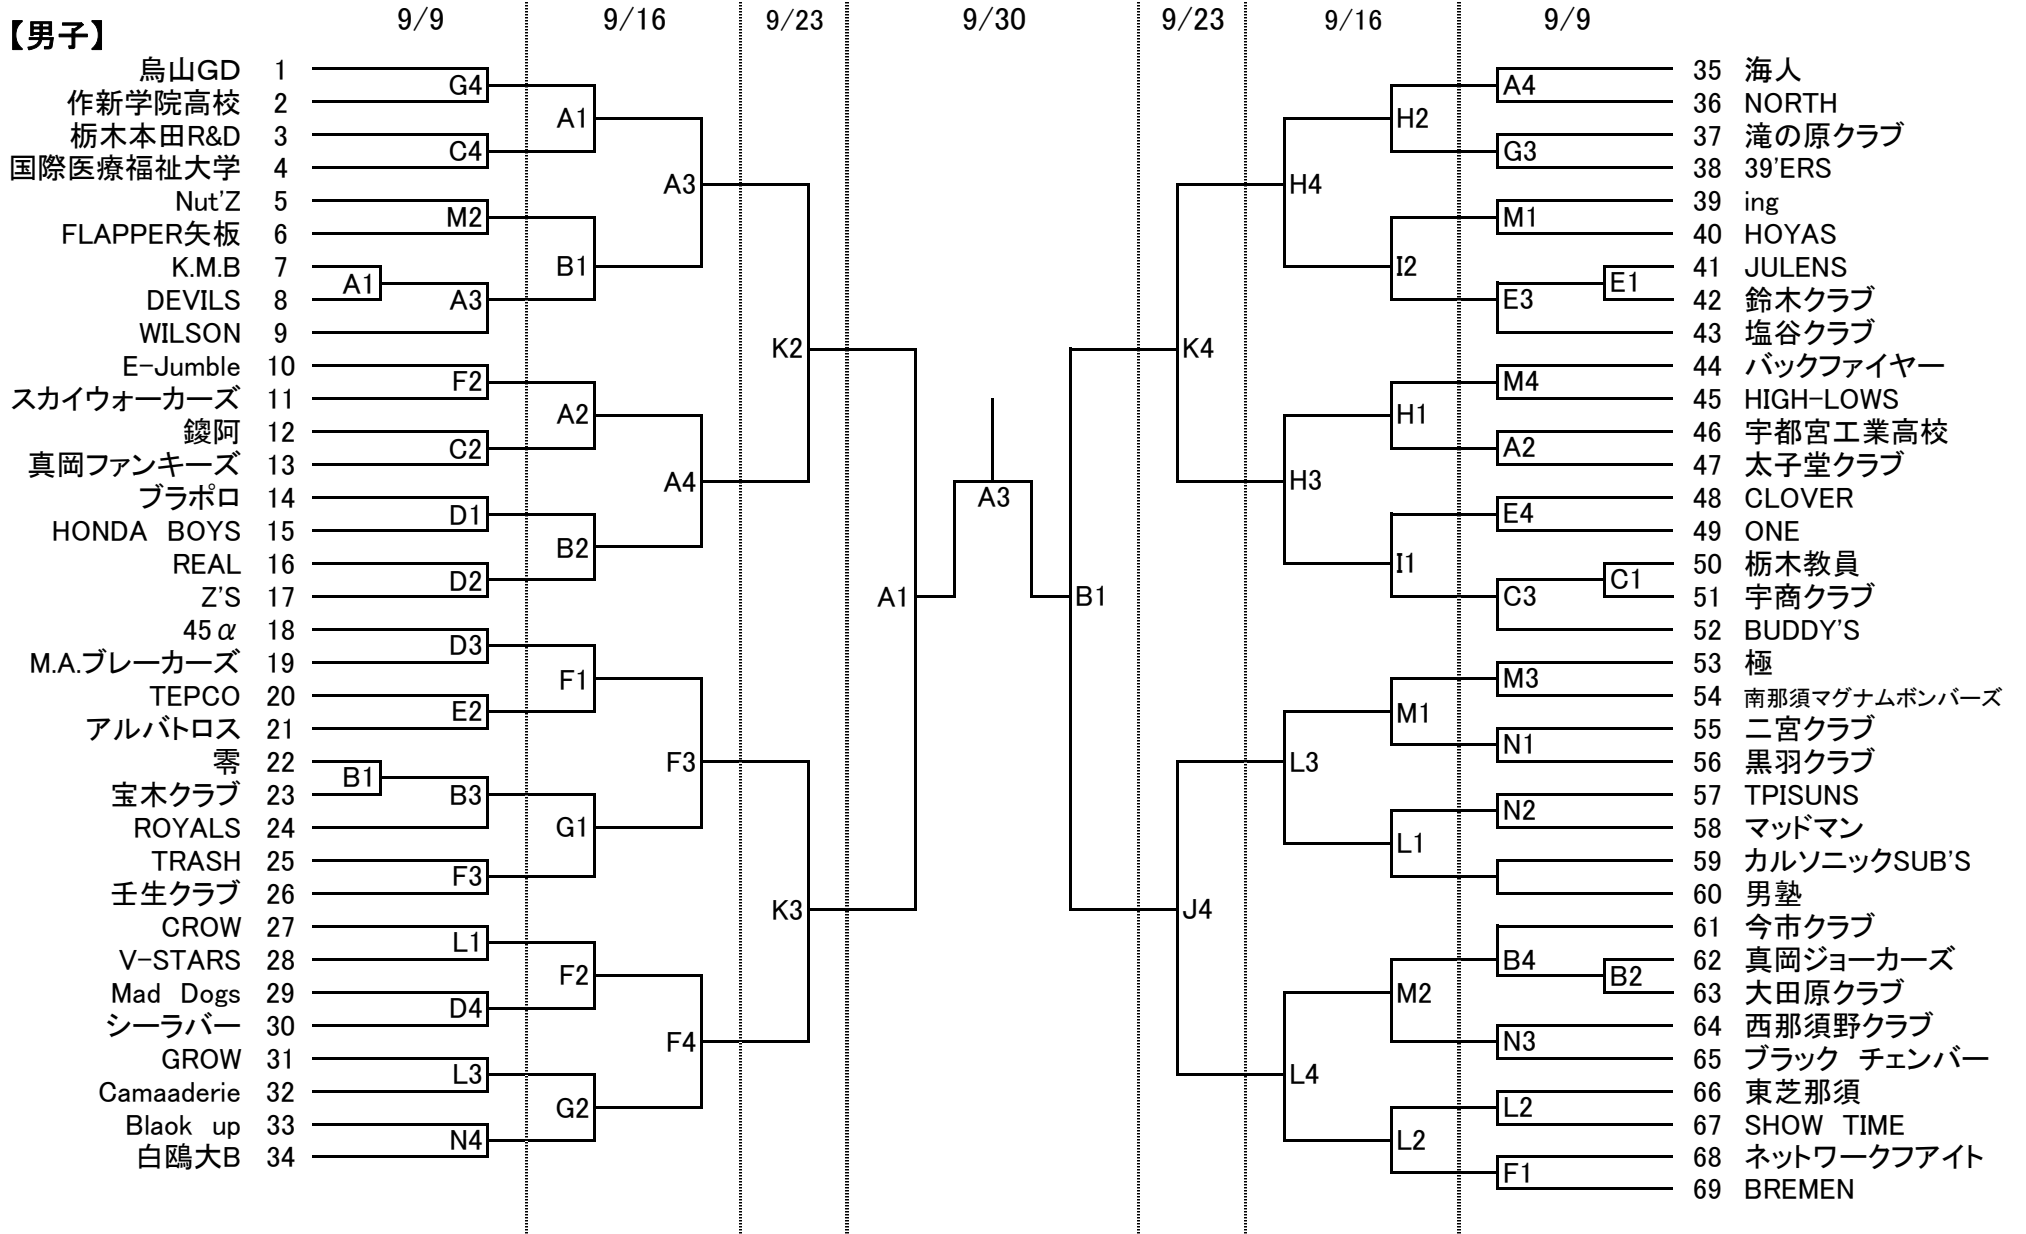 9/9 9/16 9/23 9/30 9/23 9/16 9/9
【男子】
烏山GD 1 35 海人
G4 A4
作新学院高校 2 36 NORTH
A1 H2
栃木本田R&D 3 37 滝の原クラブ
C4 G3
国際医療福祉大学 4 38 39'ERS
A3 H4
Nut'Z 5 39 ing
M2 M1
FLAPPER矢板 6 40 HOYAS
K.M.B 7 B1 I2 41 JULENS
A1 E1
DEVILS 8 A3 E3 42 鈴木クラブ
WILSON 9 43 塩谷クラブ
K2 K4
E-Jumble 10 44 バックファイヤー
F2 M4
スカイウォーカーズ 11 45 HIGH-LOWS
A2 H1
鑁阿 12 46 宇都宮工業高校
C2 A2
真岡ファンキーズ 13 47 太子堂クラブ
A4 H3
ブラポロ 14 A3 48 CLOVER
D1 E4
HONDA BOYS 15 49 ONE
B2 I1
REAL 16 50 栃木教員
D2 C1
Z'S 17 A1 B1 C3 51 宇商クラブ
45α 18 52 BUDDY'S
D3
M.A.ブレーカーズ 19 53 極
F1 M3
TEPCO 20 54 南那須マグナムボンバーズ
E2 M1
アルバトロス 21 55 二宮クラブ
N1
零 22 F3 L3 56 黒羽クラブ
B1
宝木クラブ 23 B3 57 TPISUNS
N2
ROYALS 24 G1 58 マッドマン
L1
TRASH 25 59 カルソニックSUB'S
F3
壬生クラブ 26 60 男塾
K3 J4
CROW 27 61 今市クラブ
L1
V-STARS 28 B4 62 真岡ジョーカーズ
F2 B2
Mad Dogs 29 M2 63 大田原クラブ
D4
シーラバー 30 64 西那須野クラブ
F4 N3
GROW 31 65 ブラック チェンバー
L3 L4
Camaaderie 32 66 東芝那須
G2 L2
Blaok up 33 67 SHOW TIME
N4 L2
白鴎大B 34 68 ネットワークフアイト
F1
69 BREMEN